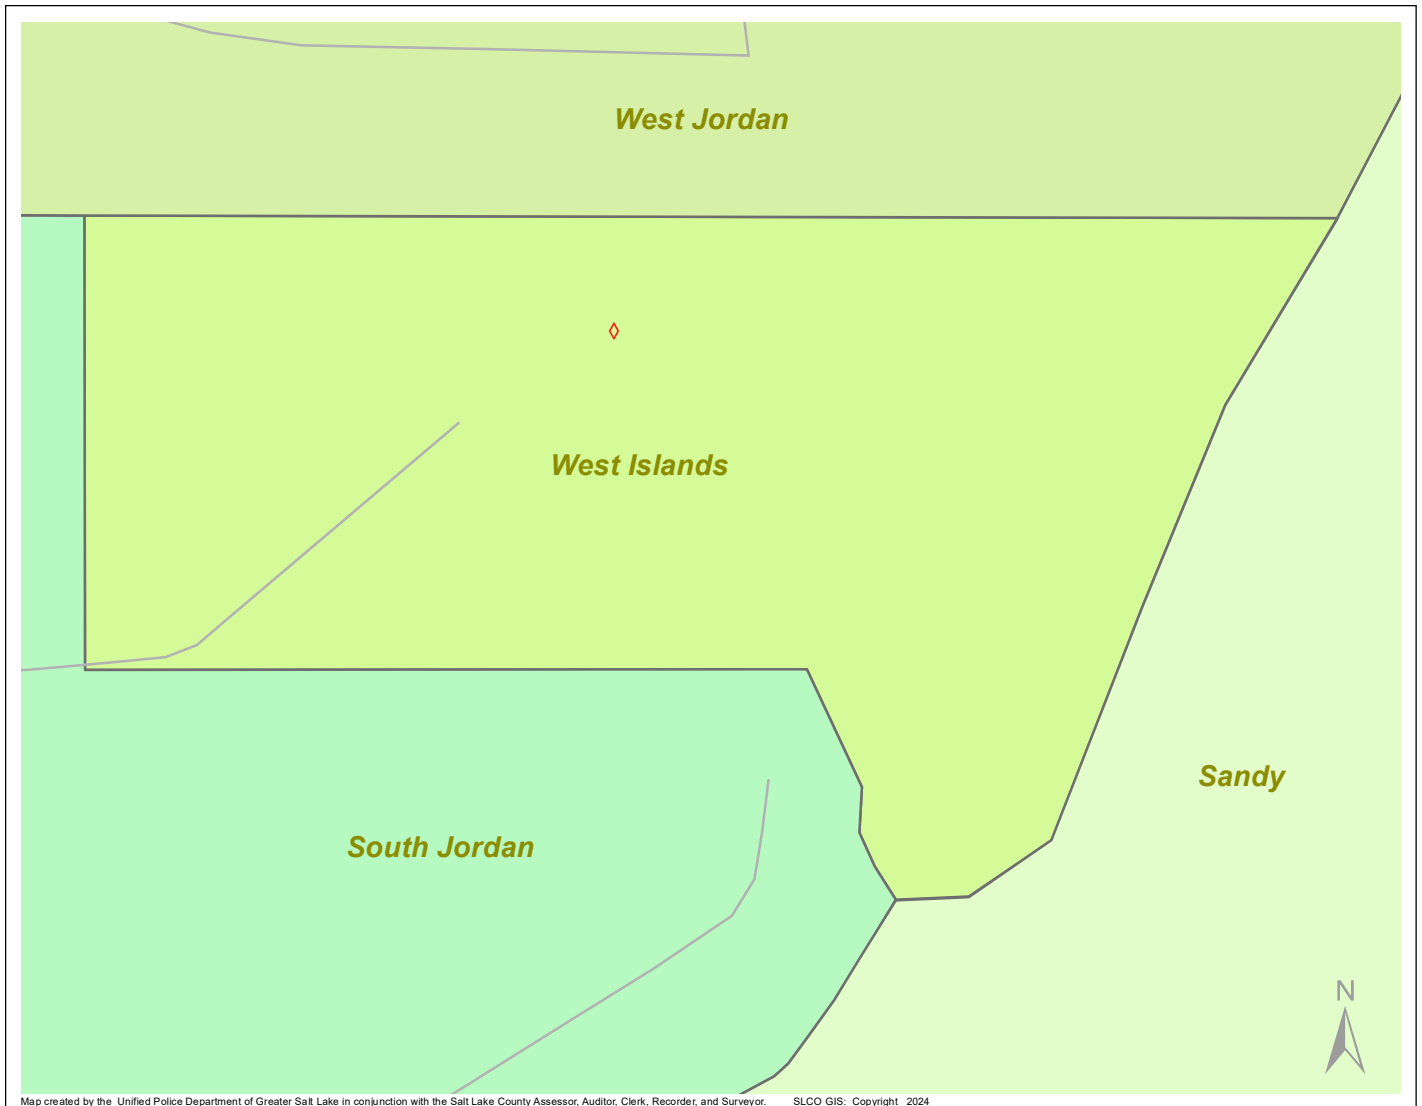 West Jordan
West Islands
Sandy
South Jordan
N
Map created by the Unified Police Department of Greater Salt Lake in conjunction with the Salt Lake County Assessor, Auditor, Clerk, Recorder, and Surveyor. SLCO GIS: Copyright 2024